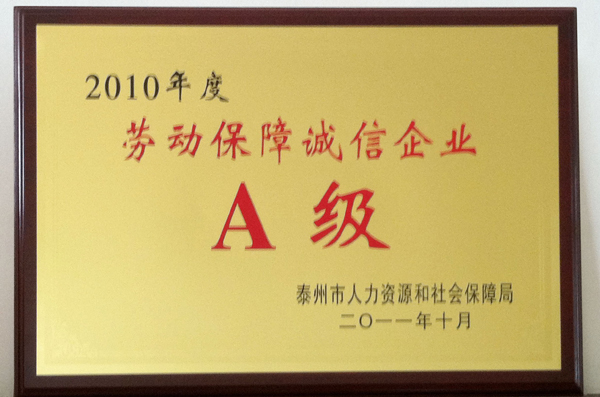 2010年度
劳动保障诚信企业
A级
泰州市人力资源和社会保障局
二〇一一年十月